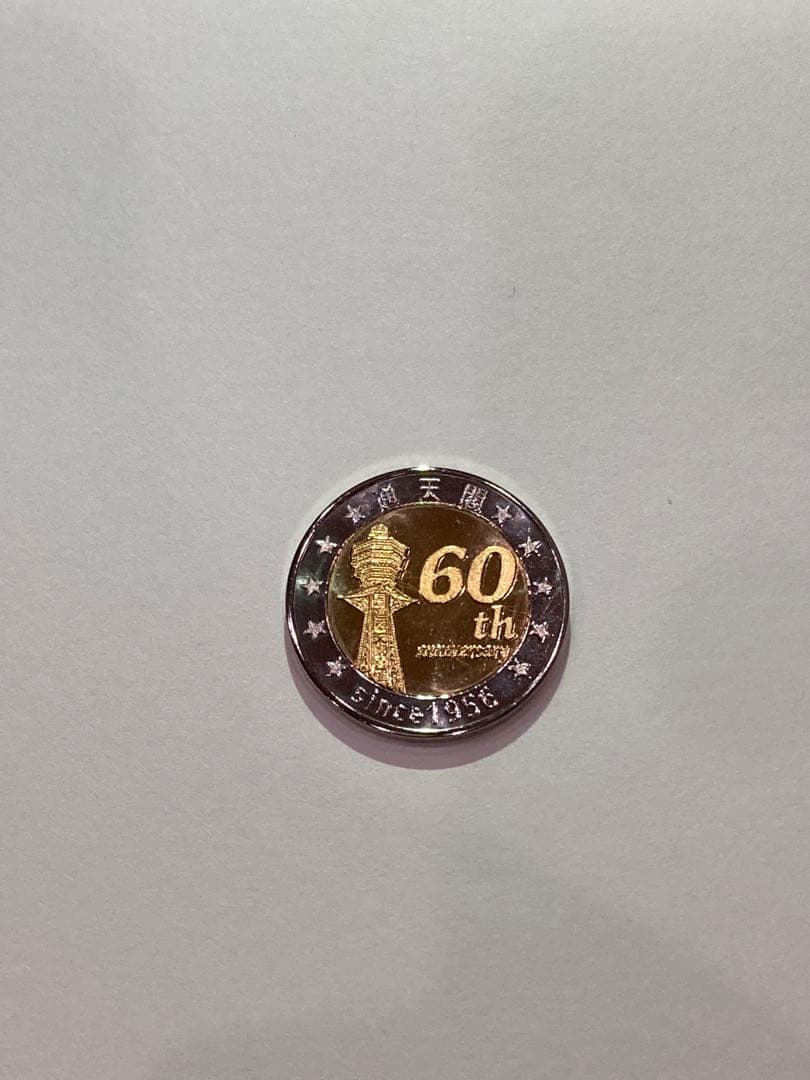 通天閣
60
th
anniversary
since1956